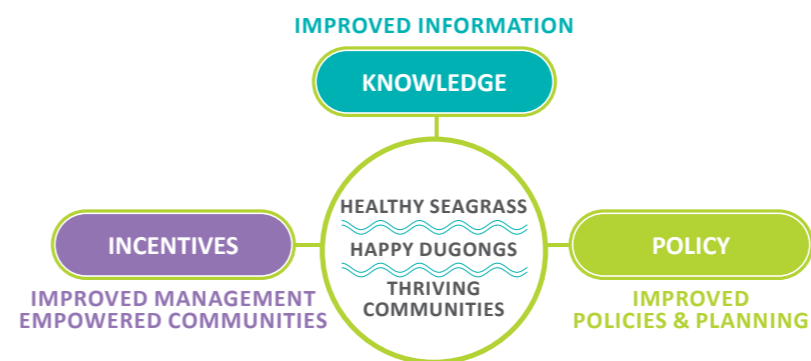 IMPROVED INFORMATION
KNOWLEDGE
HEALTHY SEAGRASS
HAPPY DUGONGS
THRIVING
COMMUNITIES
INCENTIVES
IMPROVED MANAGEMENT
EMPOWERED COMMUNITIES
POLICY
IMPROVED
POLICIES & PLANNING